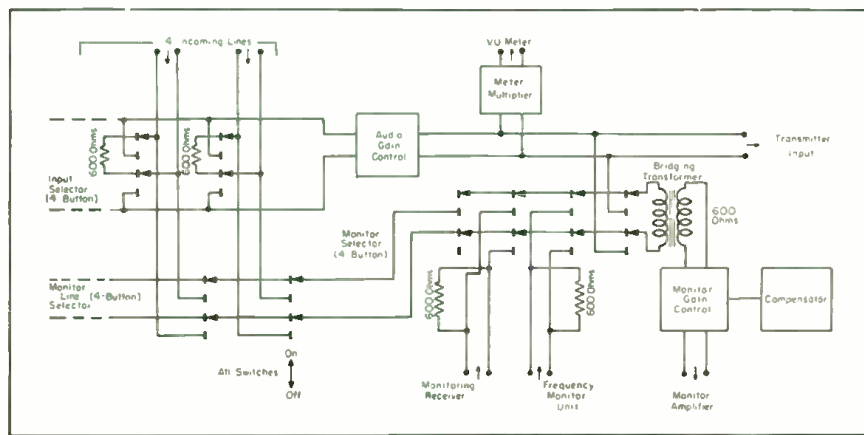 4 Incoming Lines
VU Meter
Meter
Multiplier
600 Ohms
600 Ohms
Audio
Gain
Control
Transmitter
Input
Input
Selector
(4 Button)
Bridging
Transformer
600
Ohms
Monitor
Selector
(4 Button)
Monitor
Line (4-Button)
Selector
600 Ohms
600 Ohms
Monitor
Gain
Control
Compensator
On
All Switches
Off
Monitoring
Receiver
Frequency
Monitor
Unit
Monitor
Amplifier